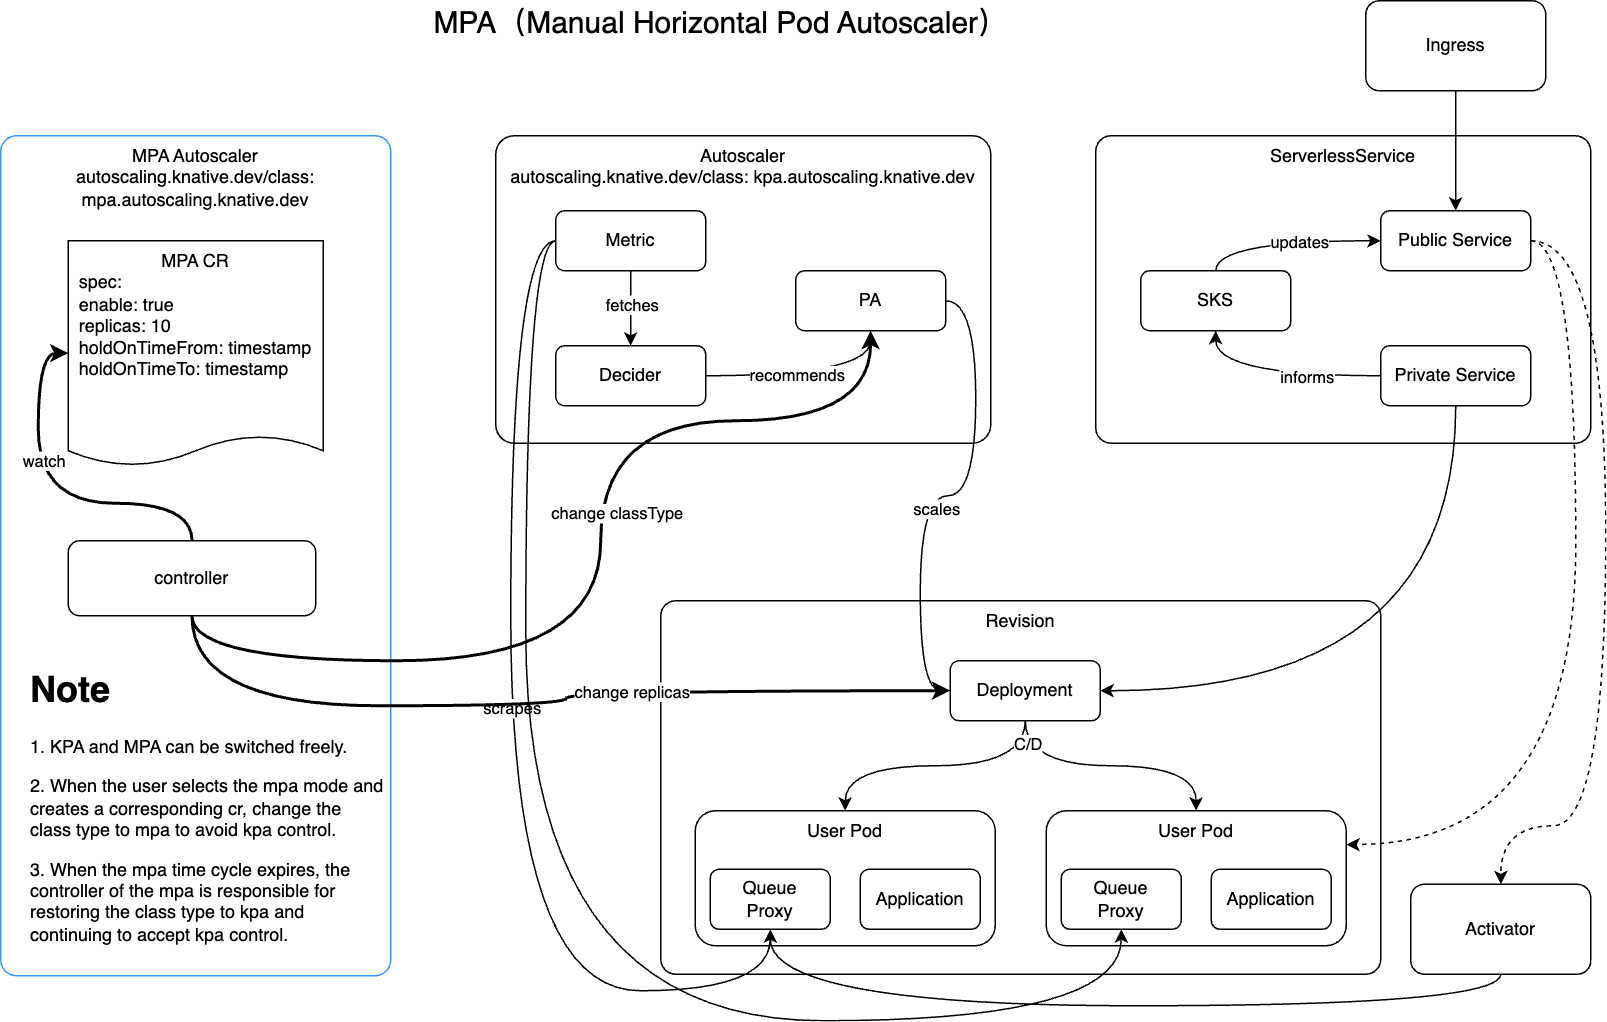 MPA（Manual Horizontal Pod Autoscaler）
Ingress
MPA Autoscaler
autoscaling.knative.dev/class:
mpa.autoscaling.knative.dev
MPA CR
spec:
enable: true
replicas: 10
holdOnTimeFrom: timestamp
holdOnTimeTo: timestamp
watch
controller
Note
1. KPA and MPA can be switched freely.
2. When the user selects the mpa mode and
creates a corresponding cr, change the
class type to mpa to avoid kpa control.
3. When the mpa time cycle expires, the
controller of the mpa is responsible for
restoring the class type to kpa and
continuing to accept kpa control.
Autoscaler
autoscaling.knative.dev/class: kpa.autoscaling.knative.dev
Metric
fetches
PA
Decider
recommends
change classType
scales
change replicas
scrapes
ServerlessService
updates
Public Service
SKS
informs
Private Service
Revision
Deployment
C/D
User Pod
Queue
Proxy
Application
User Pod
Queue
Proxy
Application
Activator